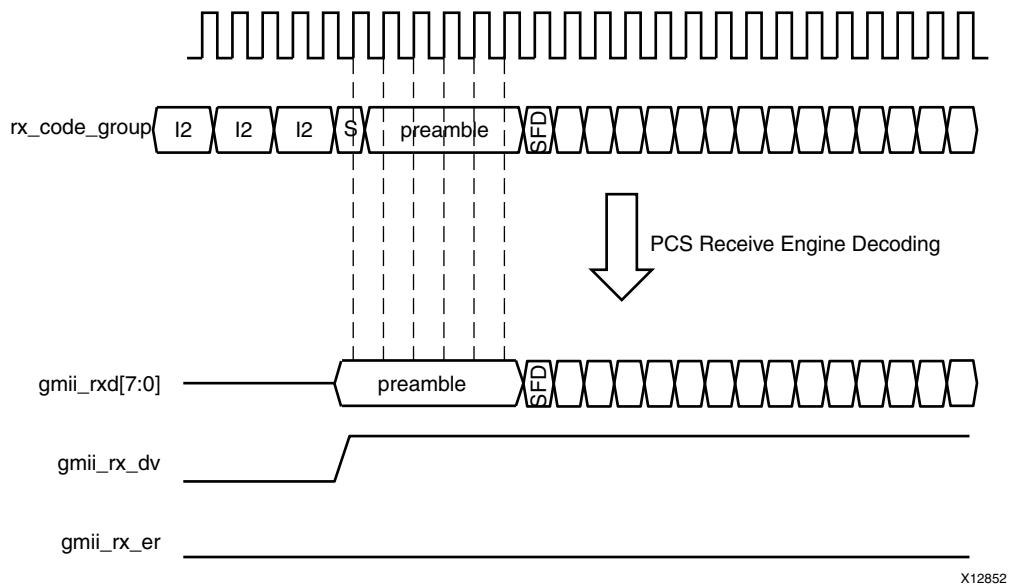 rx_code_group I2 I2 I2 S preamble SFD
PCS Receive Engine Decoding
gmii_rxd[7:0] preamble SFD
gmii_rx_dv
gmii_rx_er
X12852